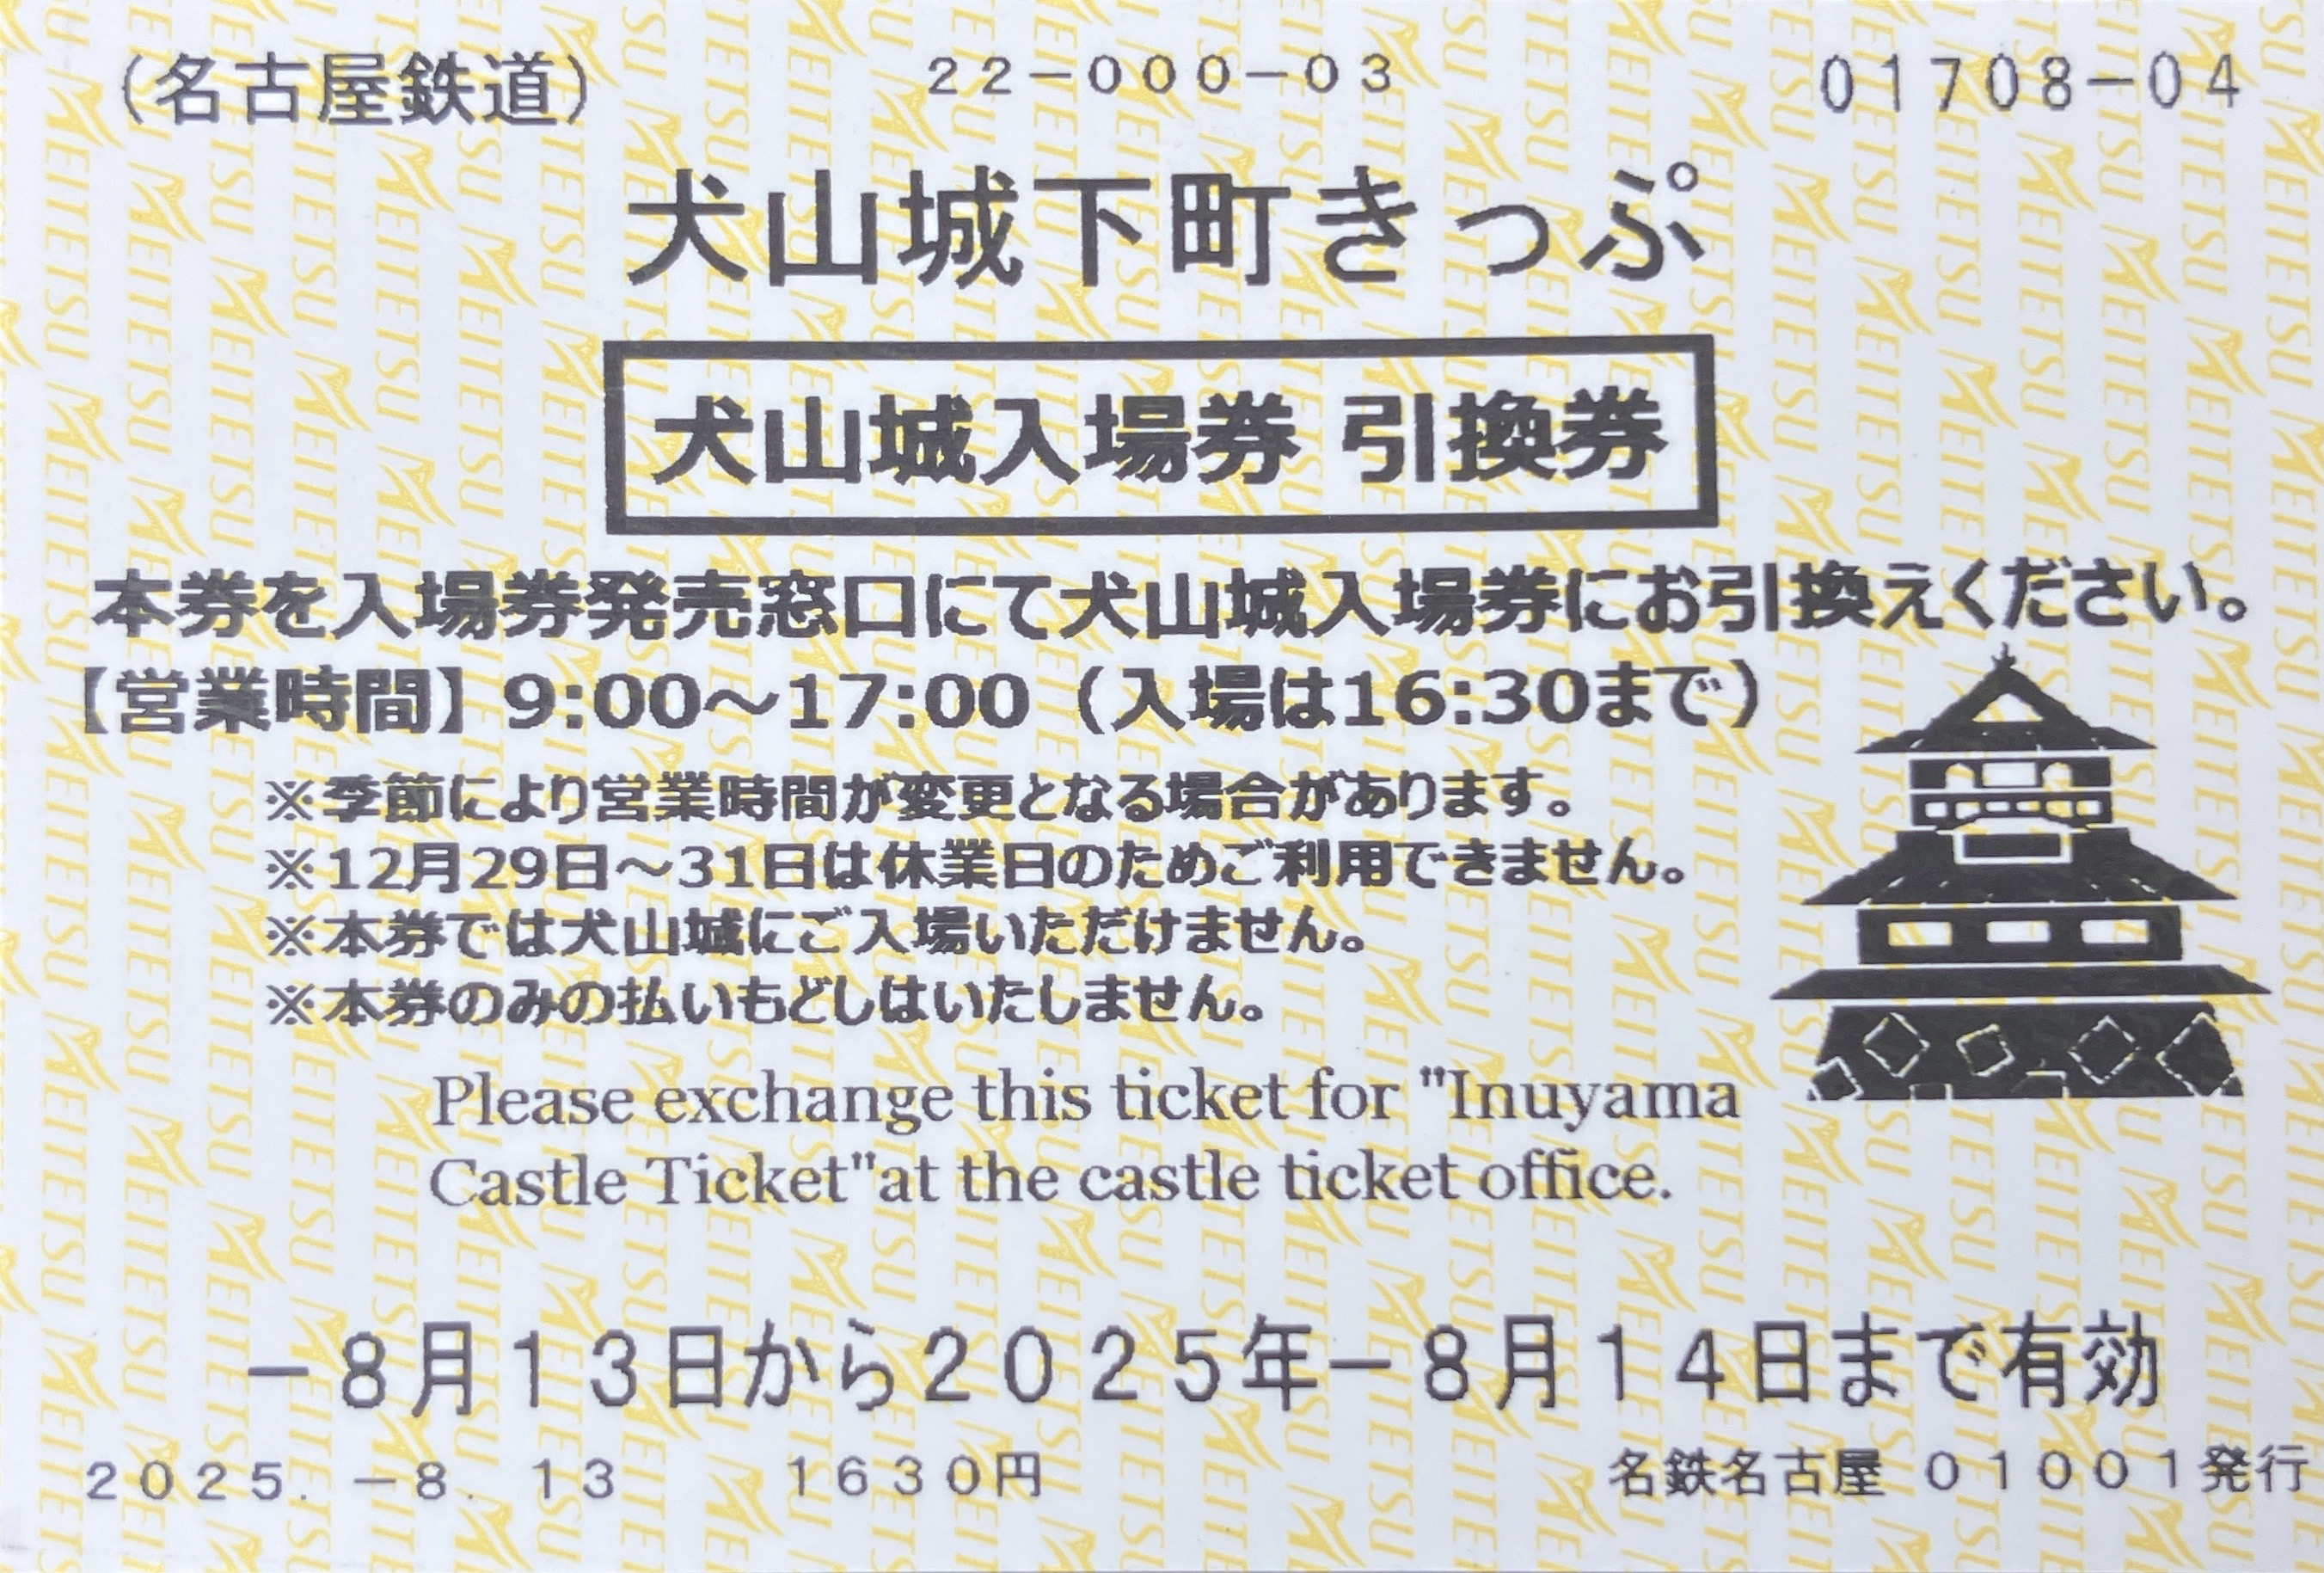 (名古屋鉄道) 22-000-03 01708-04
犬山城下町きっぷ
犬山城入場券 引換券
本券を入場券発売窓口にて犬山城入場券にお引換えください。
【営業時間】9:00～17:00（入場は16:30まで）
※季節により営業時間が変更となる場合があります。
※12月29日～31日は休業日のためご利用できません。
※本券では犬山城にご入場いただけません。
※本券のみの払いもどしはいたしません。
Please exchange this ticket for "Inuyama
Castle Ticket"at the castle ticket office.
-8月13日から2025年-8月14日まで有効
2025.-8.13 1630円 名鉄名古屋 01001発行